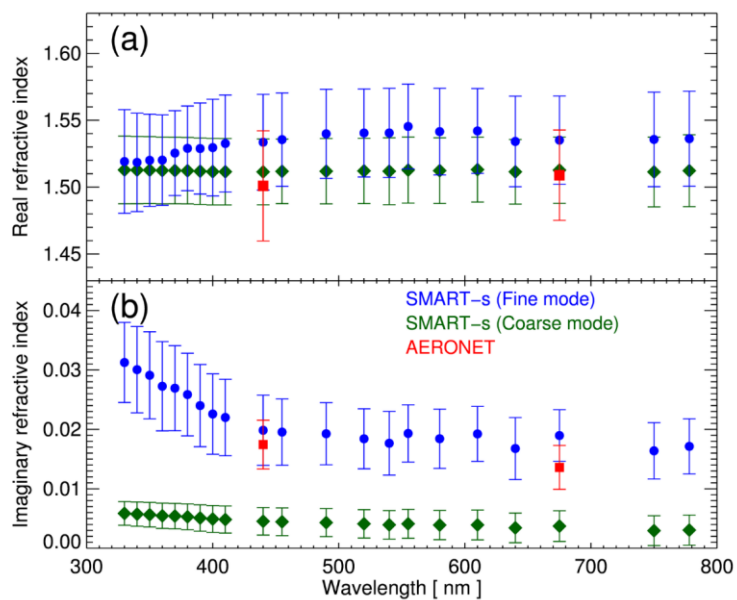 (a)
Real refractive index
1.60
1.55
1.50
1.45
(b)
Imaginary refractive index
0.04
0.03
0.02
0.01
0.00
SMART-s (Fine mode)
SMART-s (Coarse mode)
AERONET
300 400 500 600 700 800
Wavelength [ nm ]